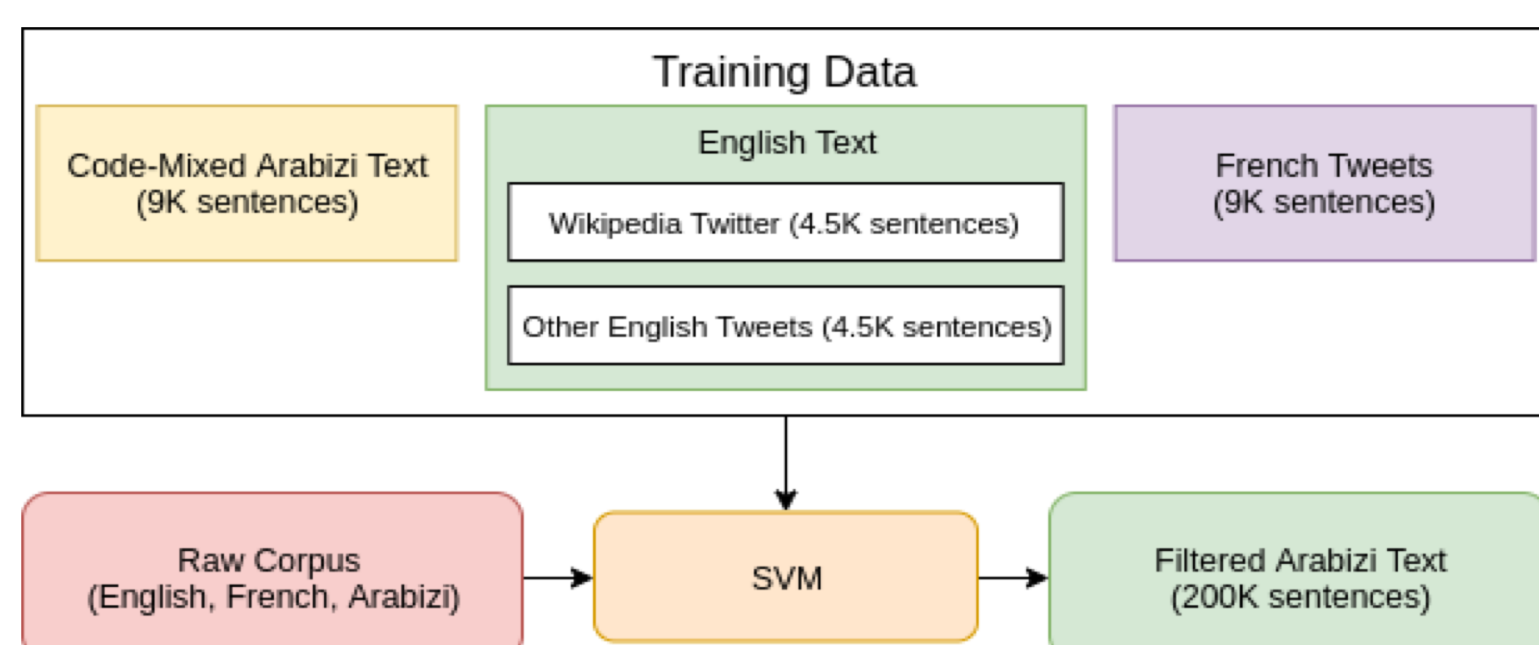 Training Data
Code-Mixed Arabizi Text
(9K sentences)
English Text
Wikipedia Twitter (4.5K sentences)
Other English Tweets (4.5K sentences)
French Tweets
(9K sentences)
Raw Corpus
(English, French, Arabizi)
SVM
Filtered Arabizi Text
(200K sentences)